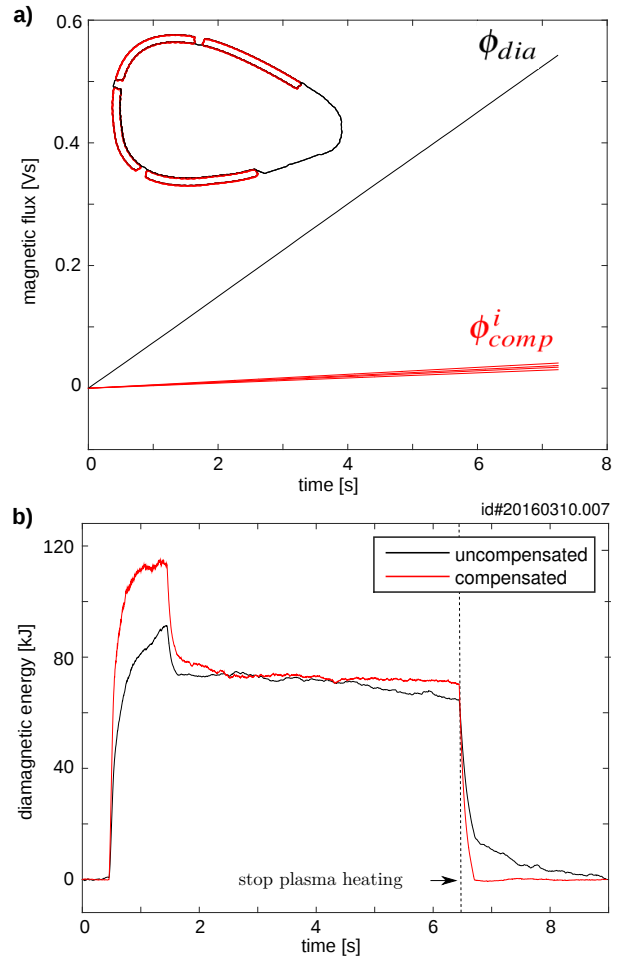 a)
0.6
0.4
0.2
0
magnetic flux [Vs]
ϕ_dia
ϕ^i_comp
0 2 4 6 8
time [s]
id#20160310.007
b)
120
80
40
0
diamagnetic energy [kJ]
uncompensated
compensated
stop plasma heating
0 2 4 6 8
time [s]